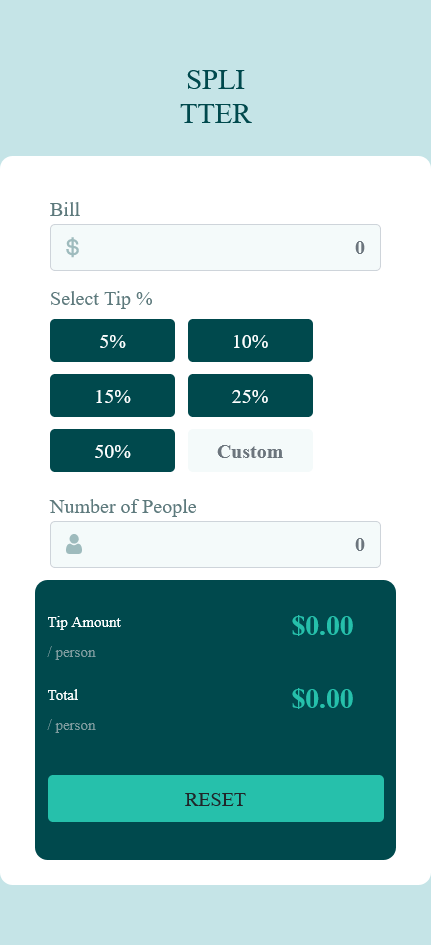 SPLI
TTER
Bill
$ 0
Select Tip %
5% 10%
15% 25%
50% Custom
Number of People
0
Tip Amount $0.00
/ person
Total $0.00
/ person
RESET